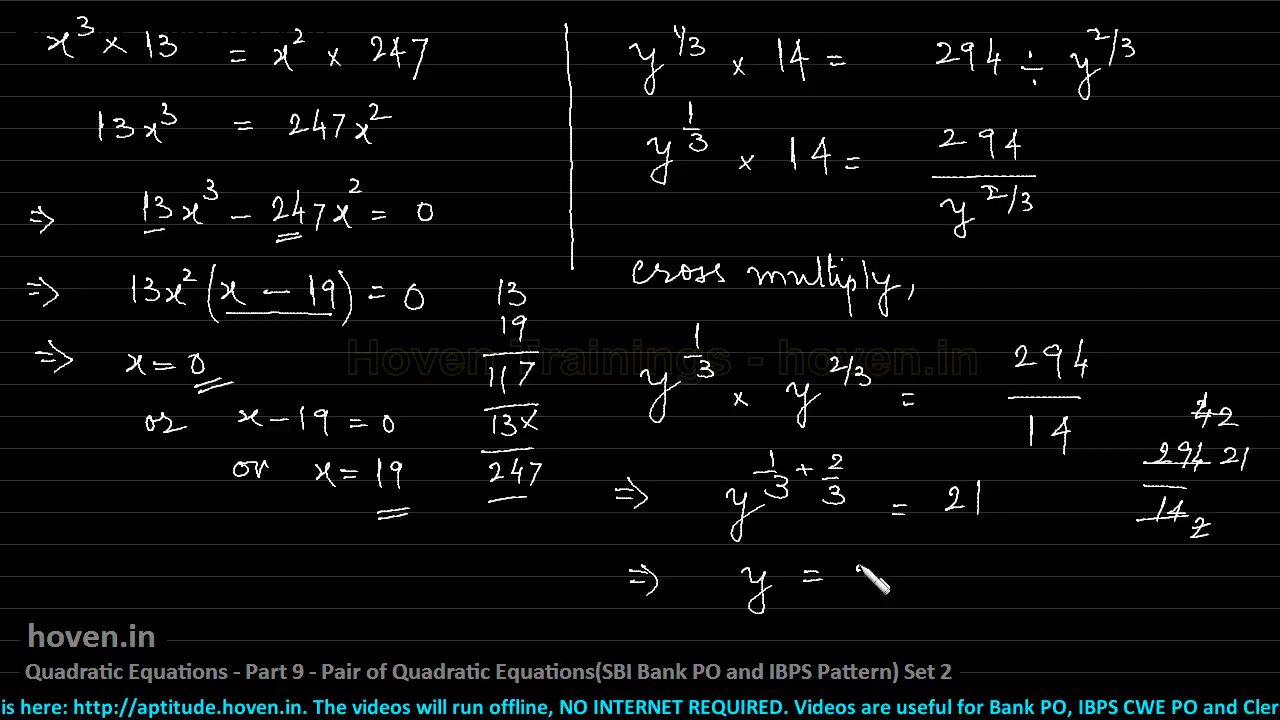 x³ × 13 = x² × 247
13x³ = 247x²
⇒ 13x³ − 247x² = 0
⇒ 13x² (x − 19) = 0
⇒ x = 0
or x − 19 = 0
or x = 19
13
19
117
13×
247
y^1/3 × 14 = 294 ÷ y^2/3
y^1/3 × 14 = 294 / y^2/3
cross multiply,
y^1/3 × y^2/3 = 294 / 14
42
294 21
14 2
⇒ y^1/3 + 2/3 = 21
⇒ y =
Hoven Trainings - hoven.in
hoven.in
Quadratic Equations - Part 9 - Pair of Quadratic Equations(SBI Bank PO and IBPS Pattern) Set 2
is here: http://aptitude.hoven.in. The videos will run offline, NO INTERNET REQUIRED. Videos are useful for Bank PO, IBPS CWE PO and Cler